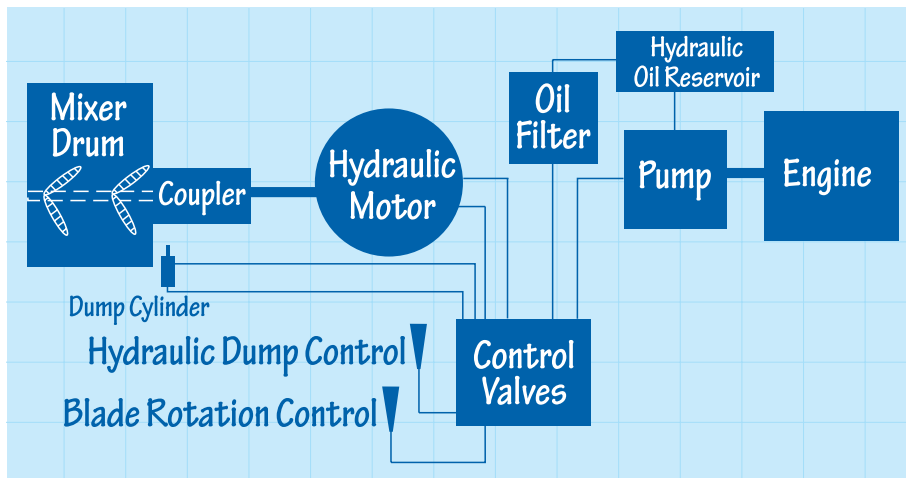 Hydraulic
Oil Reservoir
Oil
Filter
Mixer
Drum
Coupler
Hydraulic
Motor
Pump
Engine
Dump Cylinder
Hydraulic Dump Control
Blade Rotation Control
Control
Valves